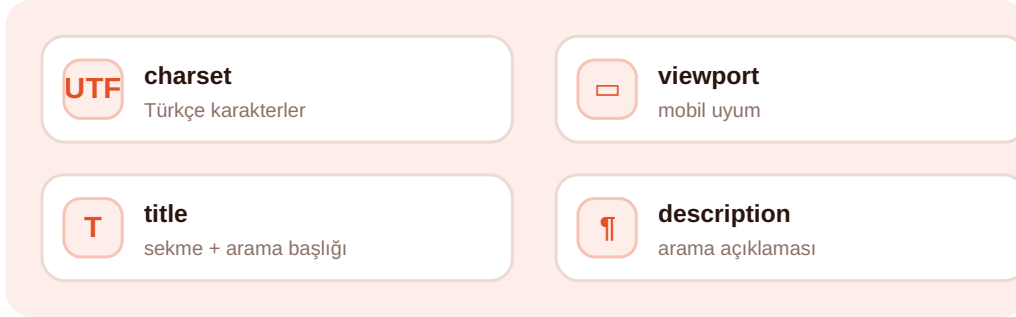 UTF
charset
Türkçe karakterler
▭
viewport
mobil uyum
T
title
sekme + arama başlığı
¶
description
arama açıklaması